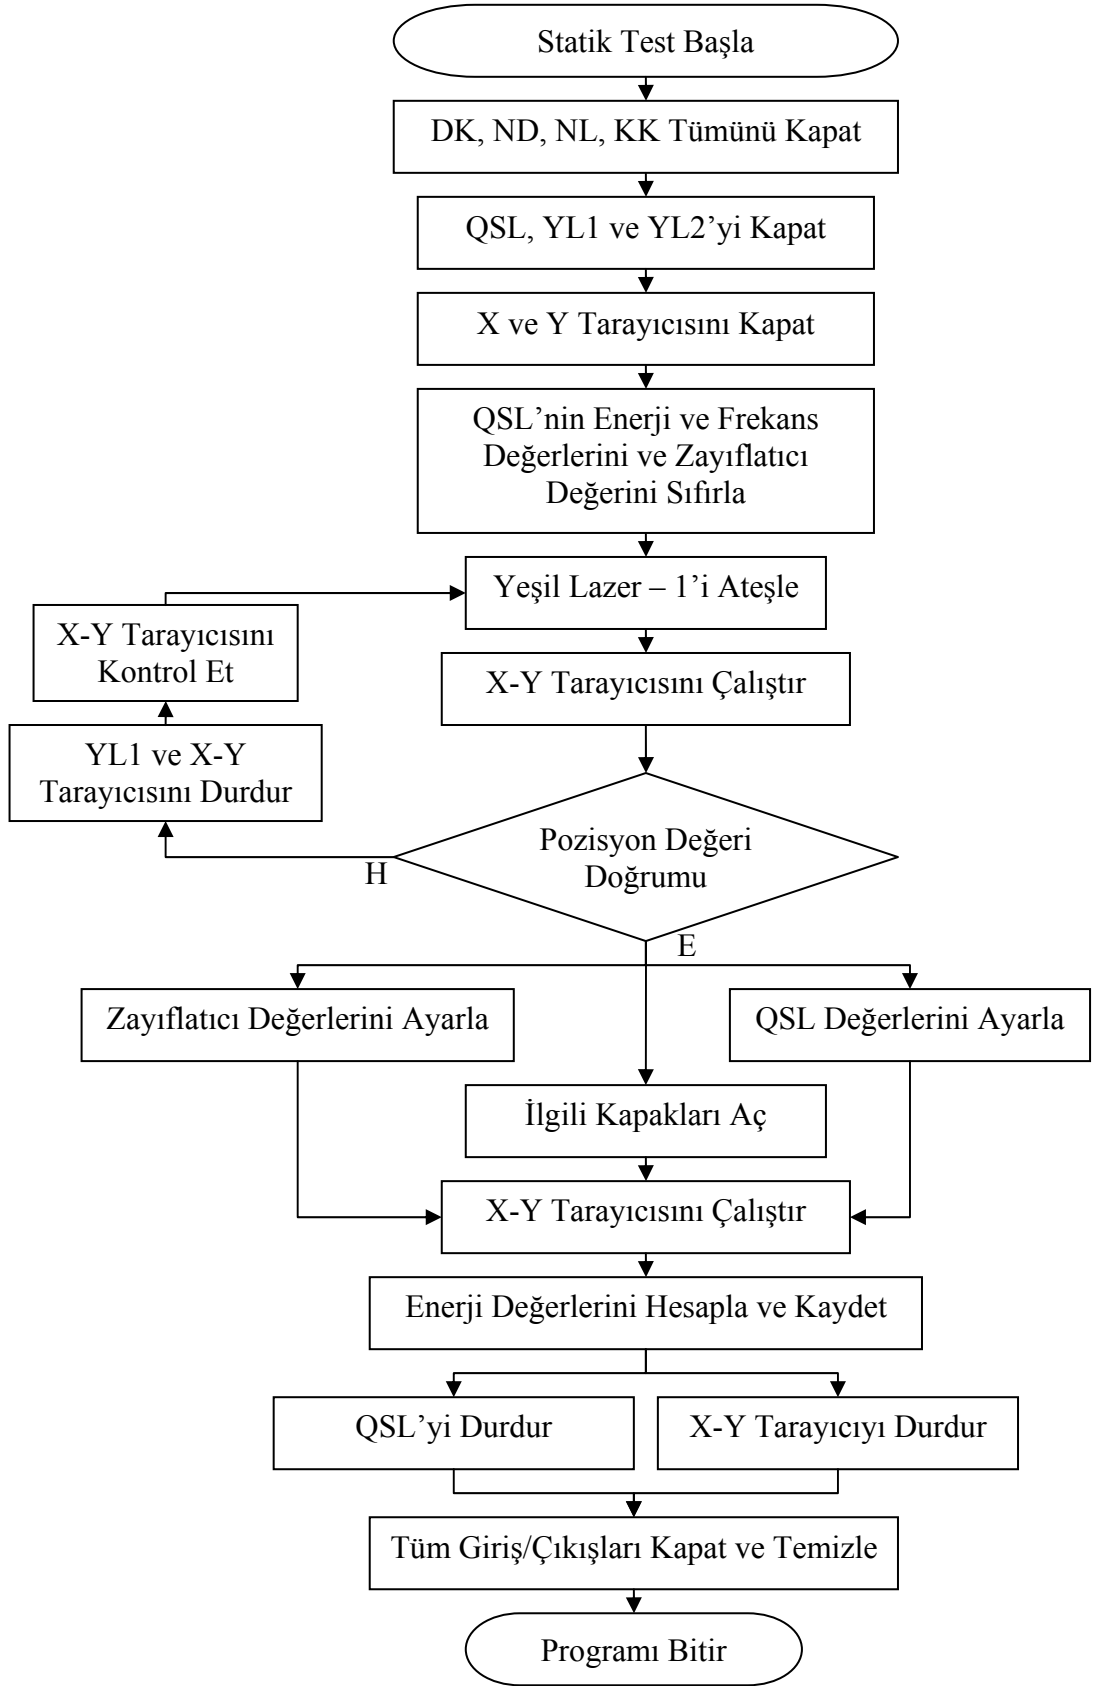 Statik Test Başla
DK, ND, NL, KK Tümünü Kapat
QSL, YL1 ve YL2’yi Kapat
X ve Y Tarayıcısını Kapat
QSL’nin Enerji ve Frekans
Değerlerini ve Zayıflatıcı
Değerini Sıfırla
Yeşil Lazer – 1’i Ateşle
X-Y Tarayıcısını
Kontrol Et
X-Y Tarayıcısını Çalıştır
YL1 ve X-Y
Tarayıcısını Durdur
Pozisyon Değeri
Doğrumu
H
E
Zayıflatıcı Değerlerini Ayarla
QSL Değerlerini Ayarla
İlgili Kapakları Aç
X-Y Tarayıcısını Çalıştır
Enerji Değerlerini Hesapla ve Kaydet
QSL’yi Durdur
X-Y Tarayıcıyı Durdur
Tüm Giriş/Çıkışları Kapat ve Temizle
Programı Bitir